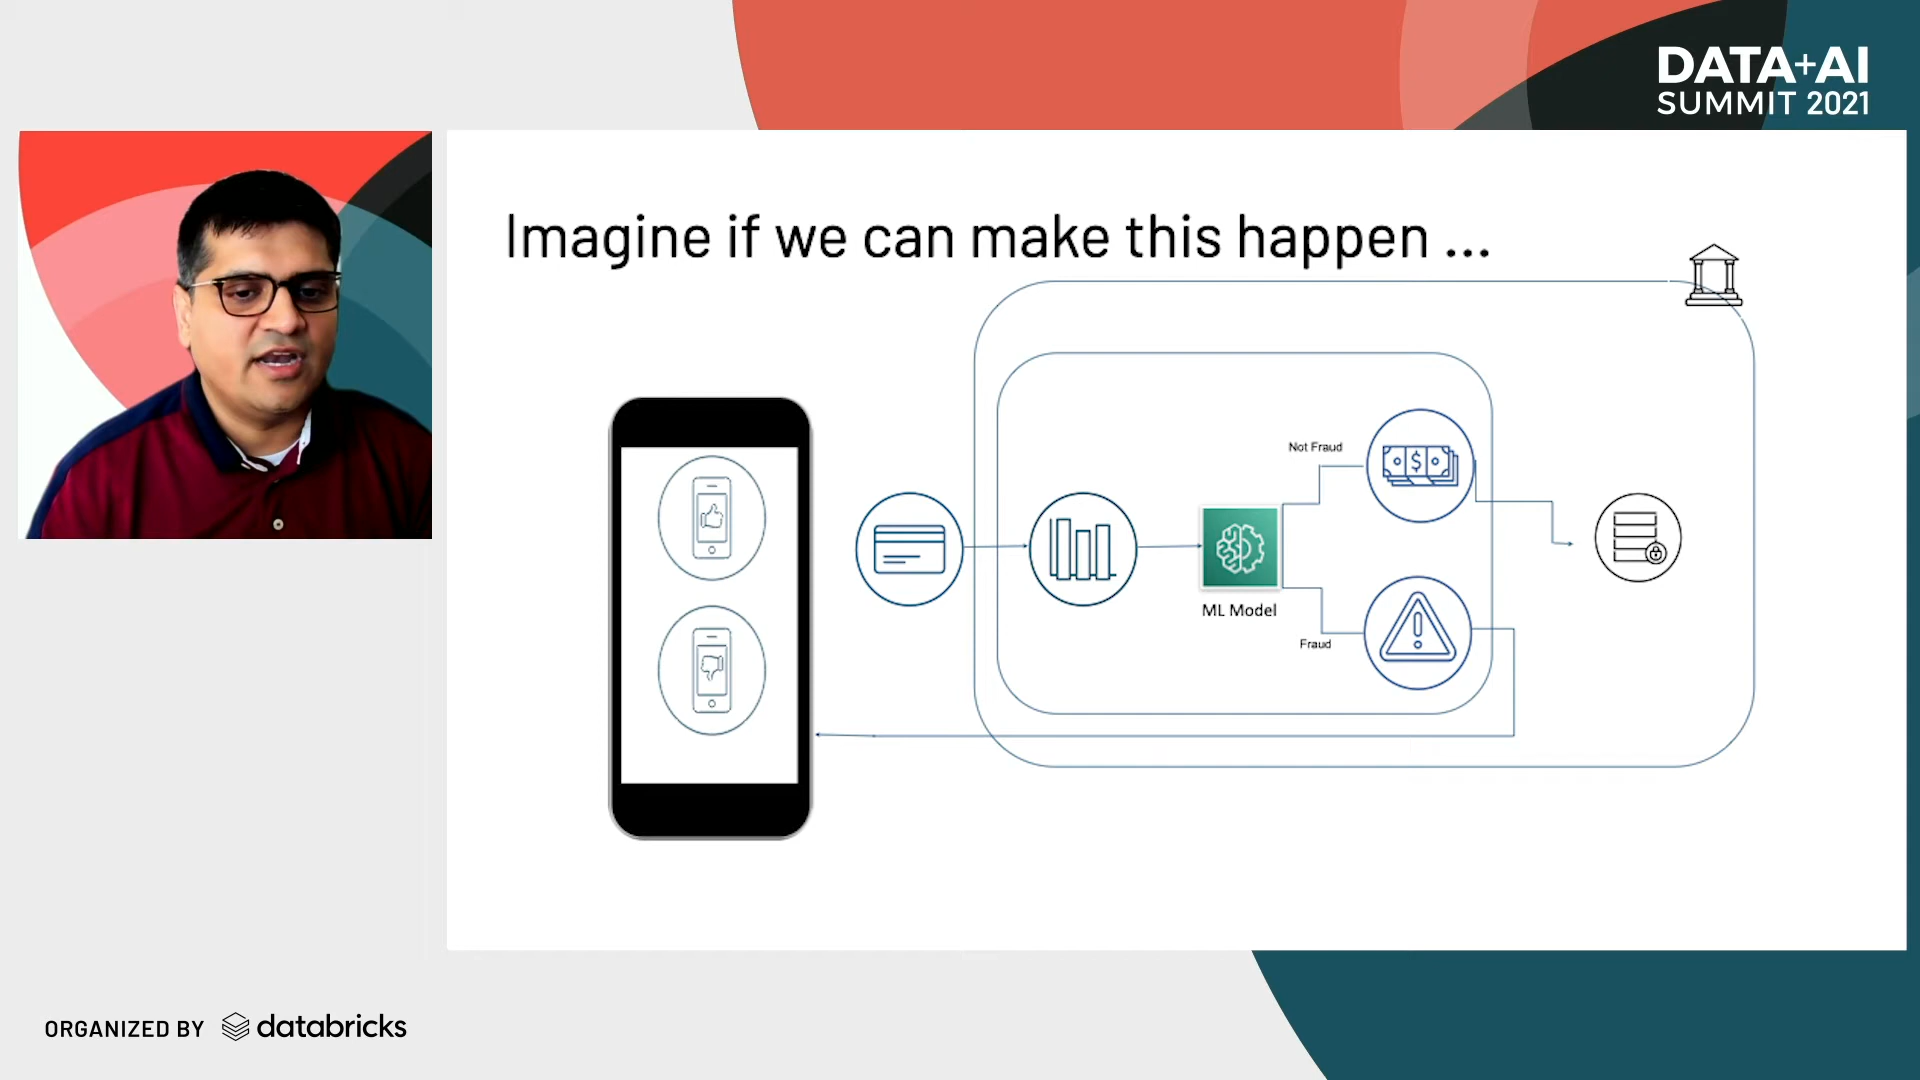 DATA+AI
SUMMIT 2021
Imagine if we can make this happen ...
Not Fraud
$
ML Model
Fraud
ORGANIZED BY databricks